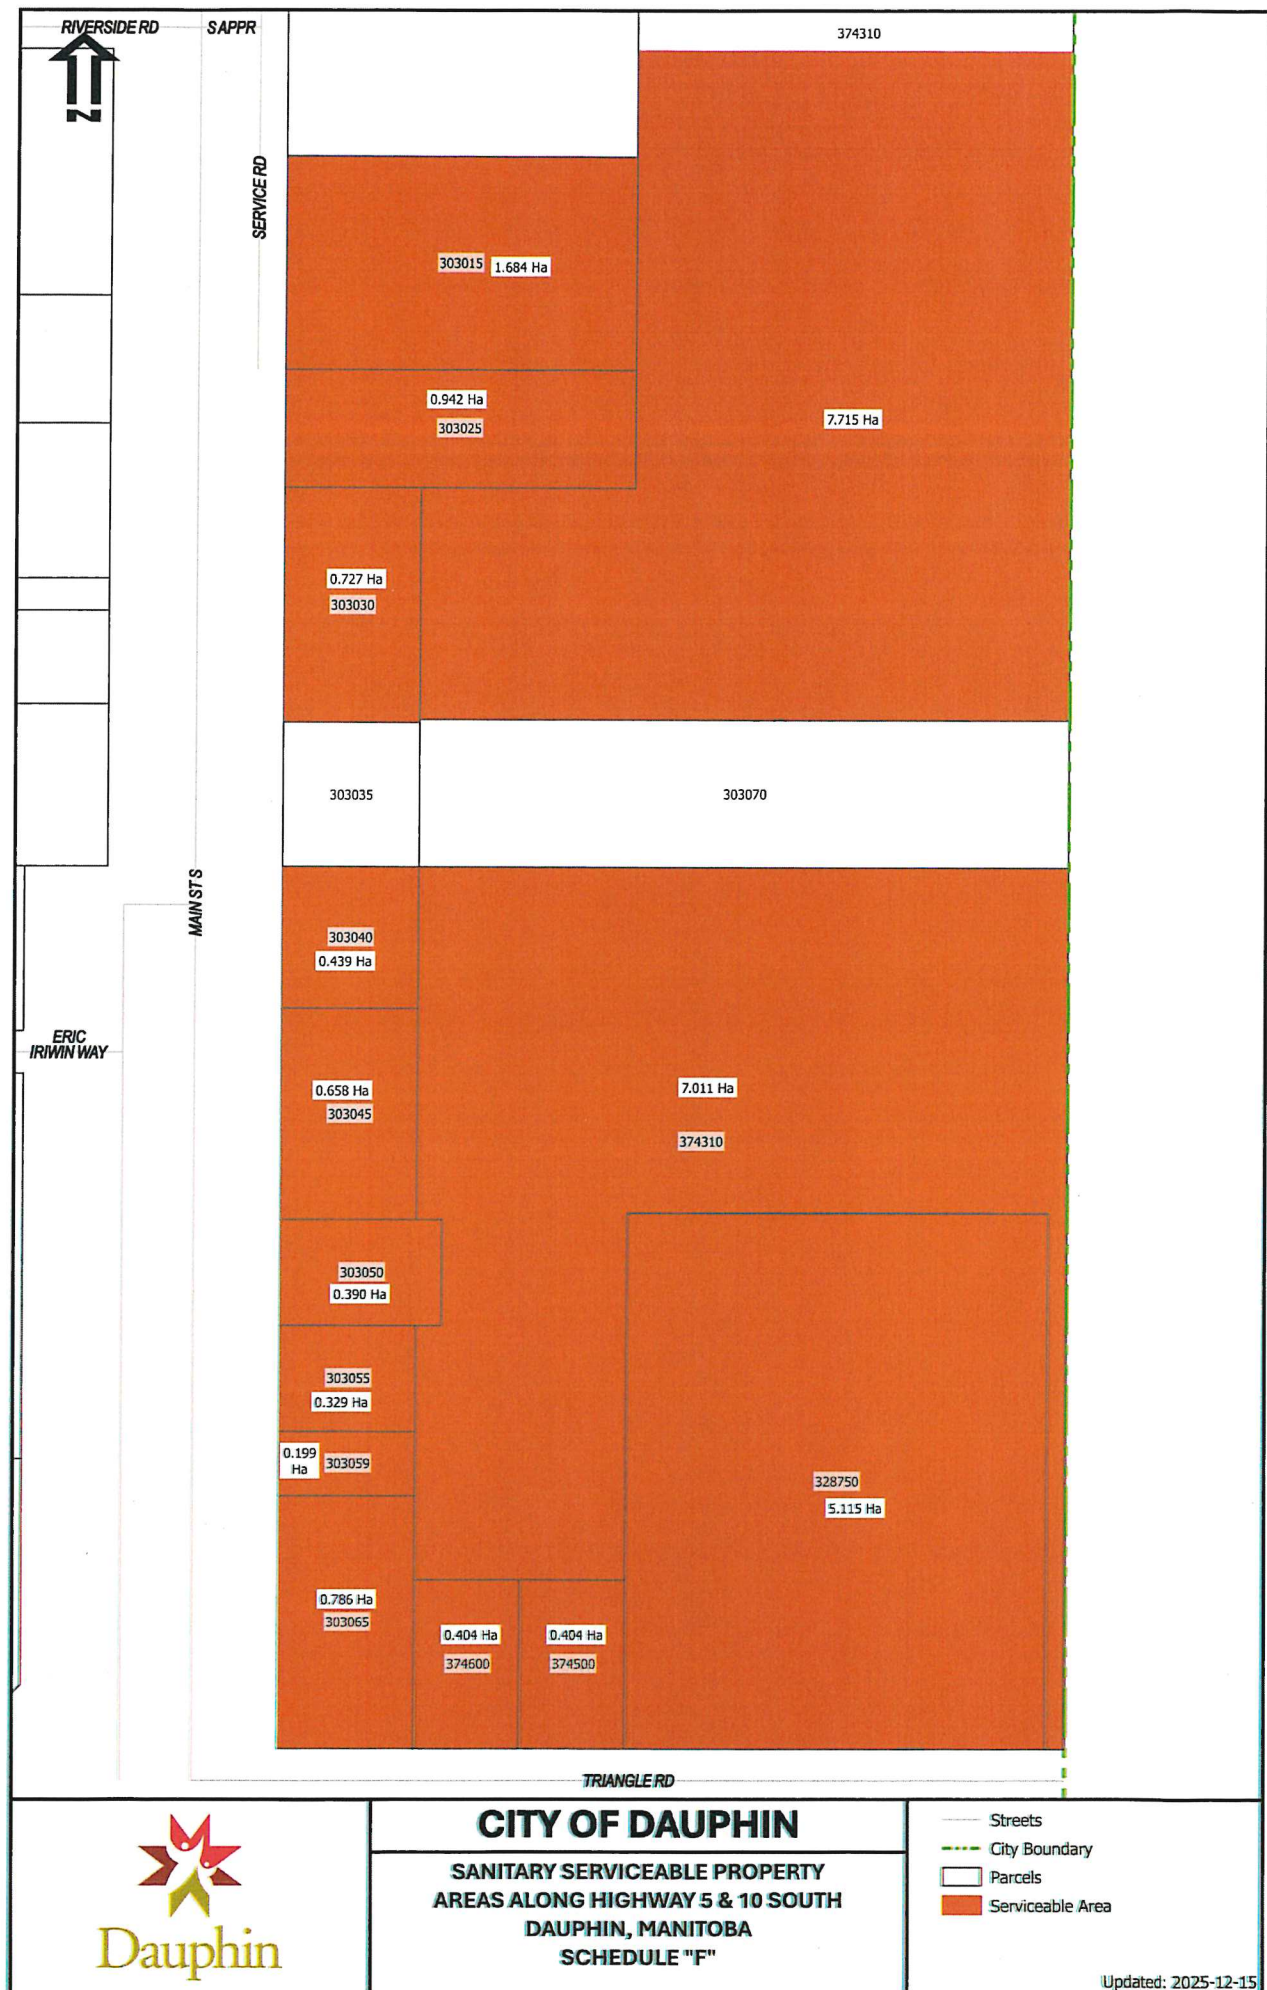 RIVERSIDE RD
S APPR
374310
N
SERVICE RD
303015
1.684 Ha
0.942 Ha
303025
7.715 Ha
0.727 Ha
303030
303035
303070
MAIN ST S
303040
0.439 Ha
ERIC
IRIWIN WAY
0.658 Ha
303045
7.011 Ha
374310
303050
0.390 Ha
303055
0.329 Ha
0.199
Ha
303059
328750
5.115 Ha
0.786 Ha
303065
0.404 Ha
374600
0.404 Ha
374500
TRIANGLE RD
Dauphin
CITY OF DAUPHIN
SANITARY SERVICEABLE PROPERTY
AREAS ALONG HIGHWAY 5 & 10 SOUTH
DAUPHIN, MANITOBA
SCHEDULE "F"
Streets
City Boundary
Parcels
Serviceable Area
Updated: 2025-12-15